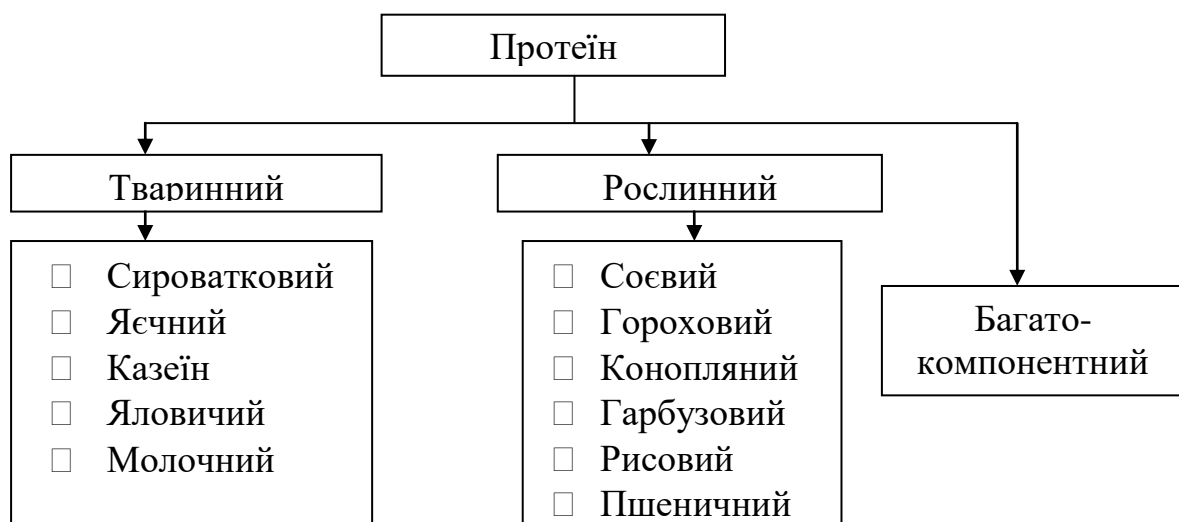 Протеїн
Тваринний
Рослинний
Сироватковий
Яєчний
Казеїн
Яловичий
Молочний
Соєвий
Гороховий
Конопляний
Гарбузовий
Рисовий
Пшеничний
Багато-
компонентний